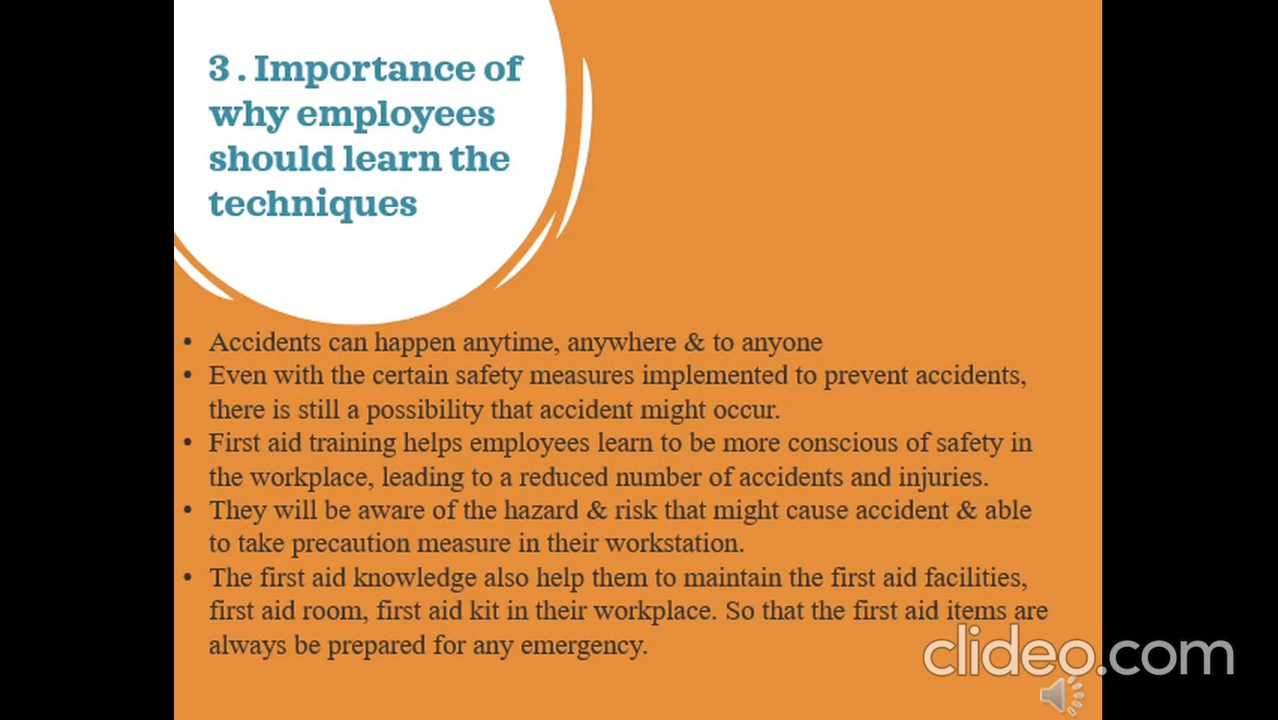 3 . Importance of
why employees
should learn the
techniques
• Accidents can happen anytime, anywhere & to anyone
• Even with the certain safety measures implemented to prevent accidents,
there is still a possibility that accident might occur.
• First aid training helps employees learn to be more conscious of safety in
the workplace, leading to a reduced number of accidents and injuries.
• They will be aware of the hazard & risk that might cause accident & able
to take precaution measure in their workstation.
• The first aid knowledge also help them to maintain the first aid facilities,
first aid room, first aid kit in their workplace. So that the first aid items are
always be prepared for any emergency.
clideo.com